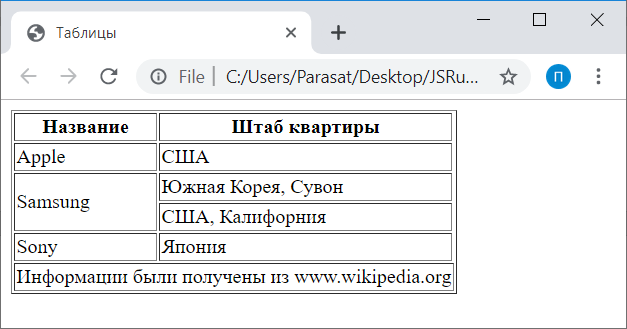 Таблицы
File | C:/Users/Parasat/Desktop/JSRu... П
Название Штаб квартиры
Apple США
Samsung Южная Корея, Сувон
США, Калифорния
Sony Япония
Информации были получены из www.wikipedia.org